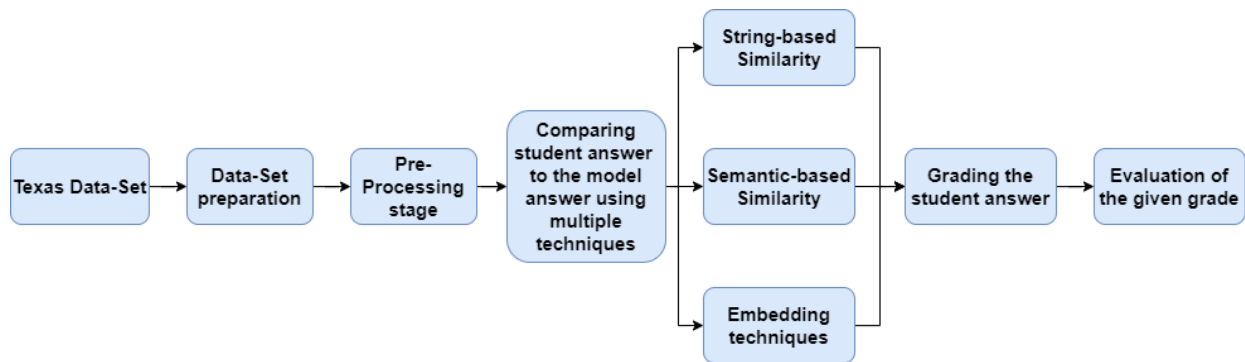 Texas Data-Set
Data-Set
preparation
Pre-
Processing
stage
Comparing
student answer
to the model
answer using
multiple
techniques
String-based
Similarity
Semantic-based
Similarity
Embedding
techniques
Grading the
student answer
Evaluation of
the given grade